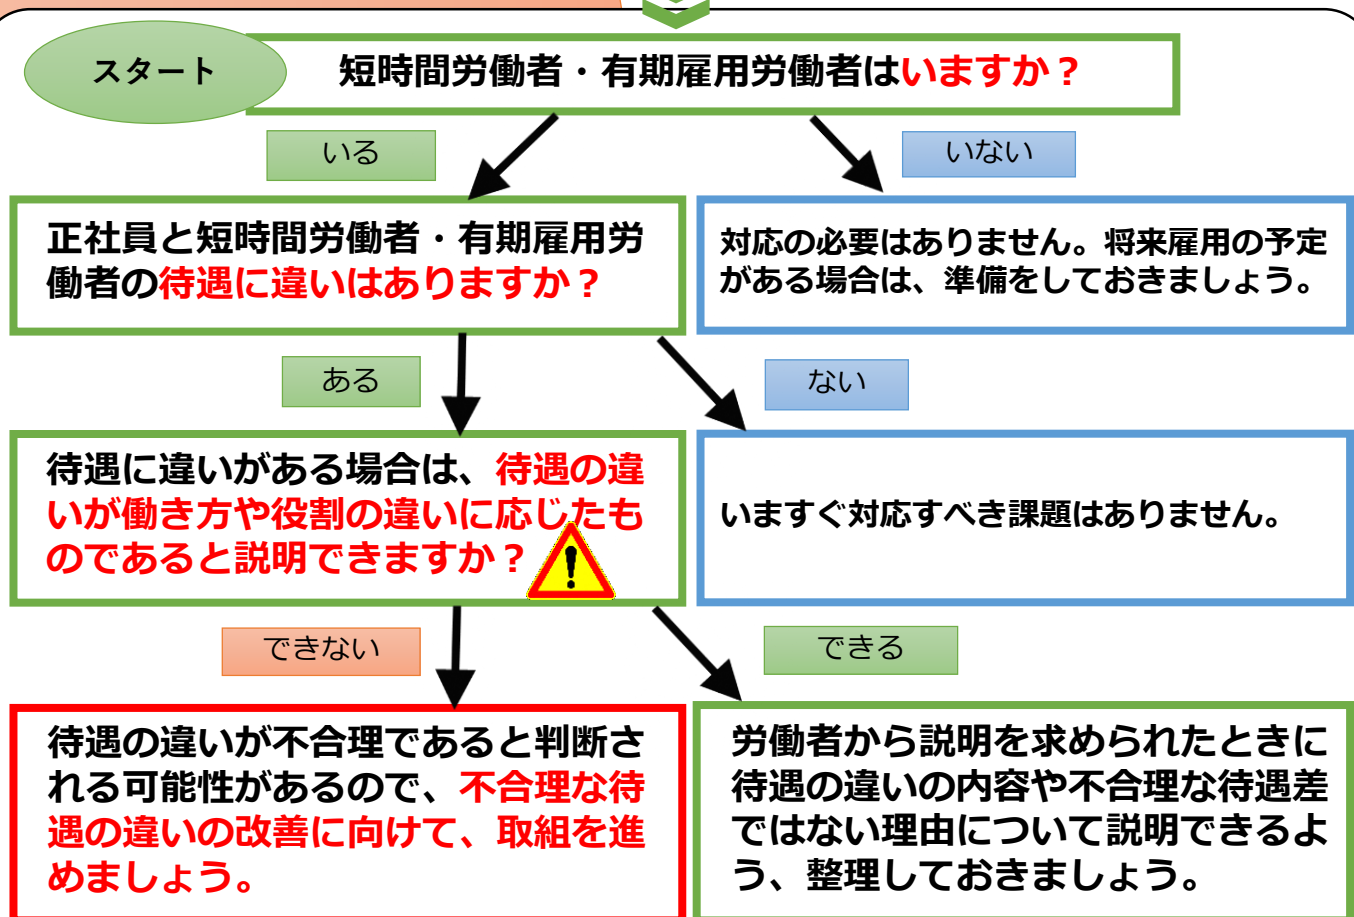 スタート
短時間労働者・有期雇用労働者はいますか？
いる
いない
正社員と短時間労働者・有期雇用労
働者の待遇に違いはありますか？
対応の必要はありません。将来雇用の予定
がある場合は、準備をしておきましょう。
ある
ない
待遇に違いがある場合は、待遇の違
いが働き方や役割の違いに応じたも
のであると説明できますか？
いますぐ対応すべき課題はありません。
できない
できる
待遇の違いが不合理であると判断さ
れる可能性があるので、不合理な待
遇の違いの改善に向けて、取組を進
めましょう。
労働者から説明を求められたときに
待遇の違いの内容や不合理な待遇差
ではない理由について説明できるよ
う、整理しておきましょう。